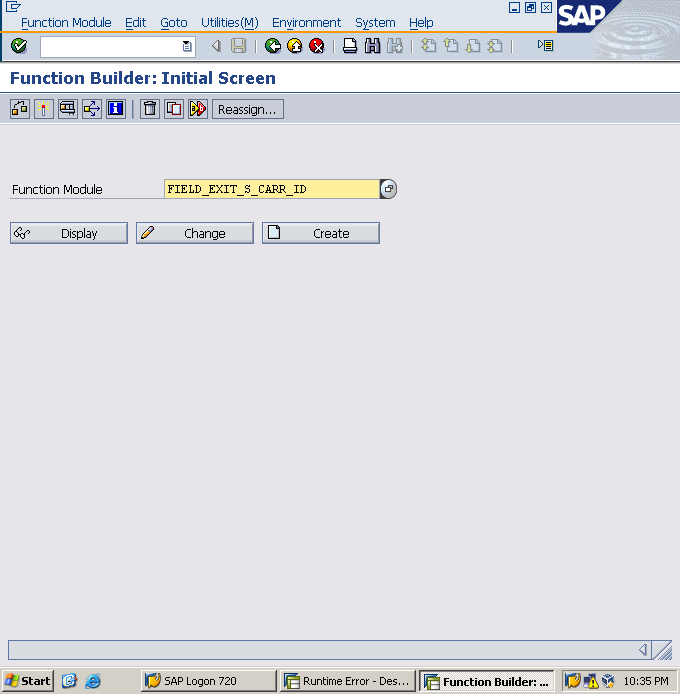 Function Module Edit Goto Utilities(M) Environment System Help
SAP
Function Builder: Initial Screen
Reassign...
Function Module FIELD_EXIT_S_CARR_ID
Display Change Create
Start SAP Logon 720 Runtime Error - Des... Function Builder: ... 10:35 PM